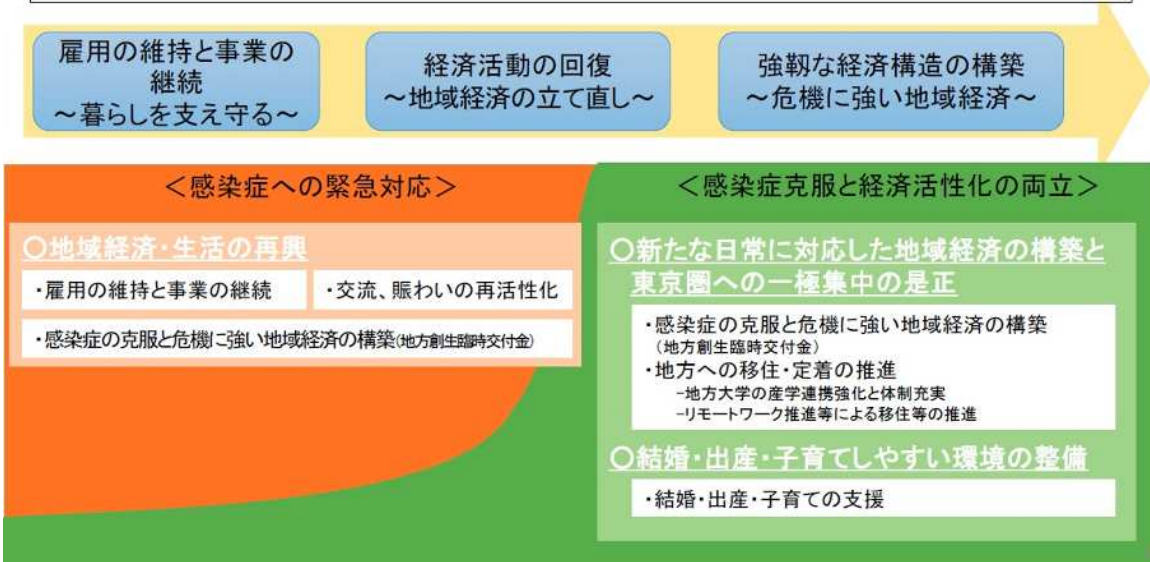 雇用の維持と事業の
継続
～暮らしを支え守る～
経済活動の回復
～地域経済の立て直し～
強靱な経済構造の構築
～危機に強い地域経済～
＜感染症への緊急対応＞
〇地域経済・生活の再興
・雇用の維持と事業の継続
・交流、賑わいの再活性化
・感染症の克服と危機に強い地域経済の構築(地方創生臨時交付金)
＜感染症克服と経済活性化の両立＞
〇新たな日常に対応した地域経済の構築と
東京圏への一極集中の是正
・感染症の克服と危機に強い地域経済の構築
(地方創生臨時交付金)
・地方への移住・定着の推進
−地方大学の産学連携強化と体制充実
−リモートワーク推進等による移住等の推進
〇結婚・出産・子育てしやすい環境の整備
・結婚・出産・子育ての支援